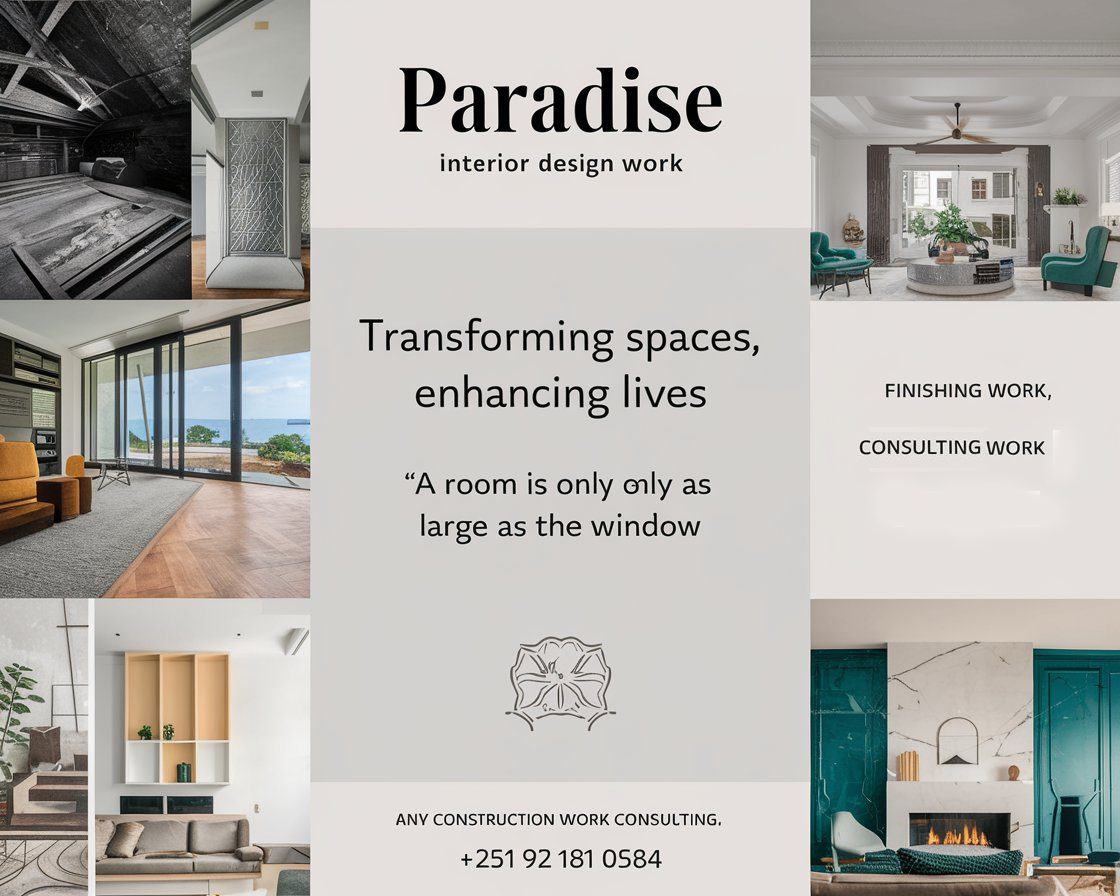 Paradise
interior design work
Transforming spaces,
enhancing lives
“A room is only only as
large as the window
FINISHING WORK,
CONSULTING WORK
ANY CONSTRUCTION WORK CONSULTING.
+251 92 181 0584